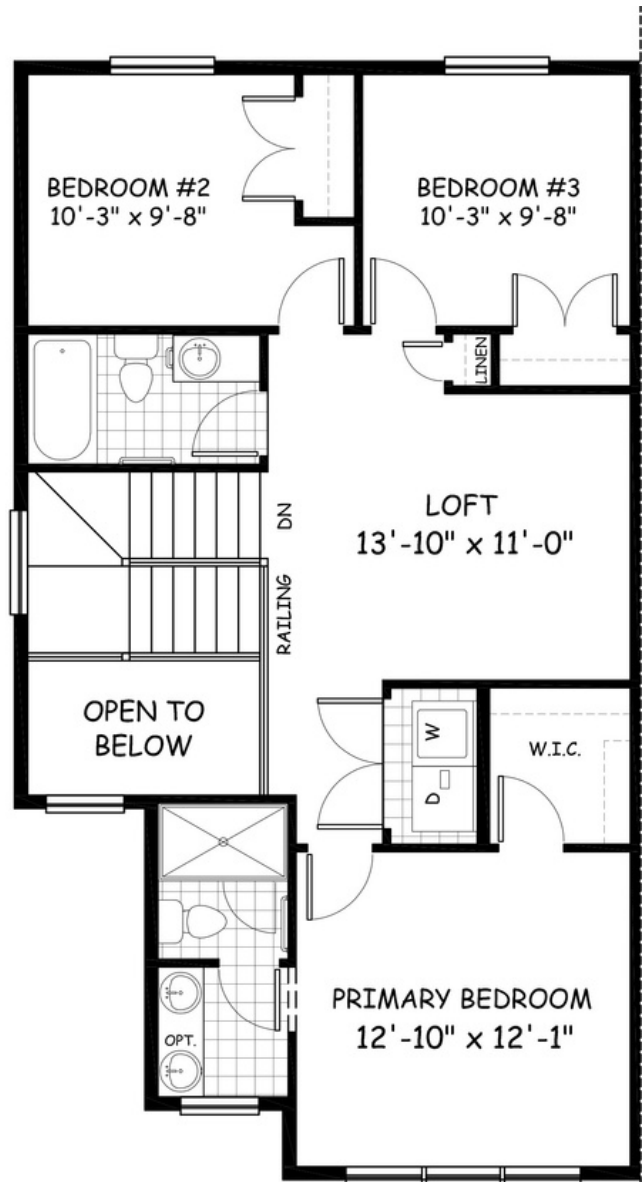 BEDROOM #2
10'-3" x 9'-8"
BEDROOM #3
10'-3" x 9'-8"
LINEN
LOFT
13'-10" x 11'-0"
DN
RAILING
OPEN TO
BELOW
W
D
W.I.C.
PRIMARY BEDROOM
12'-10" x 12'-1"
OPT.